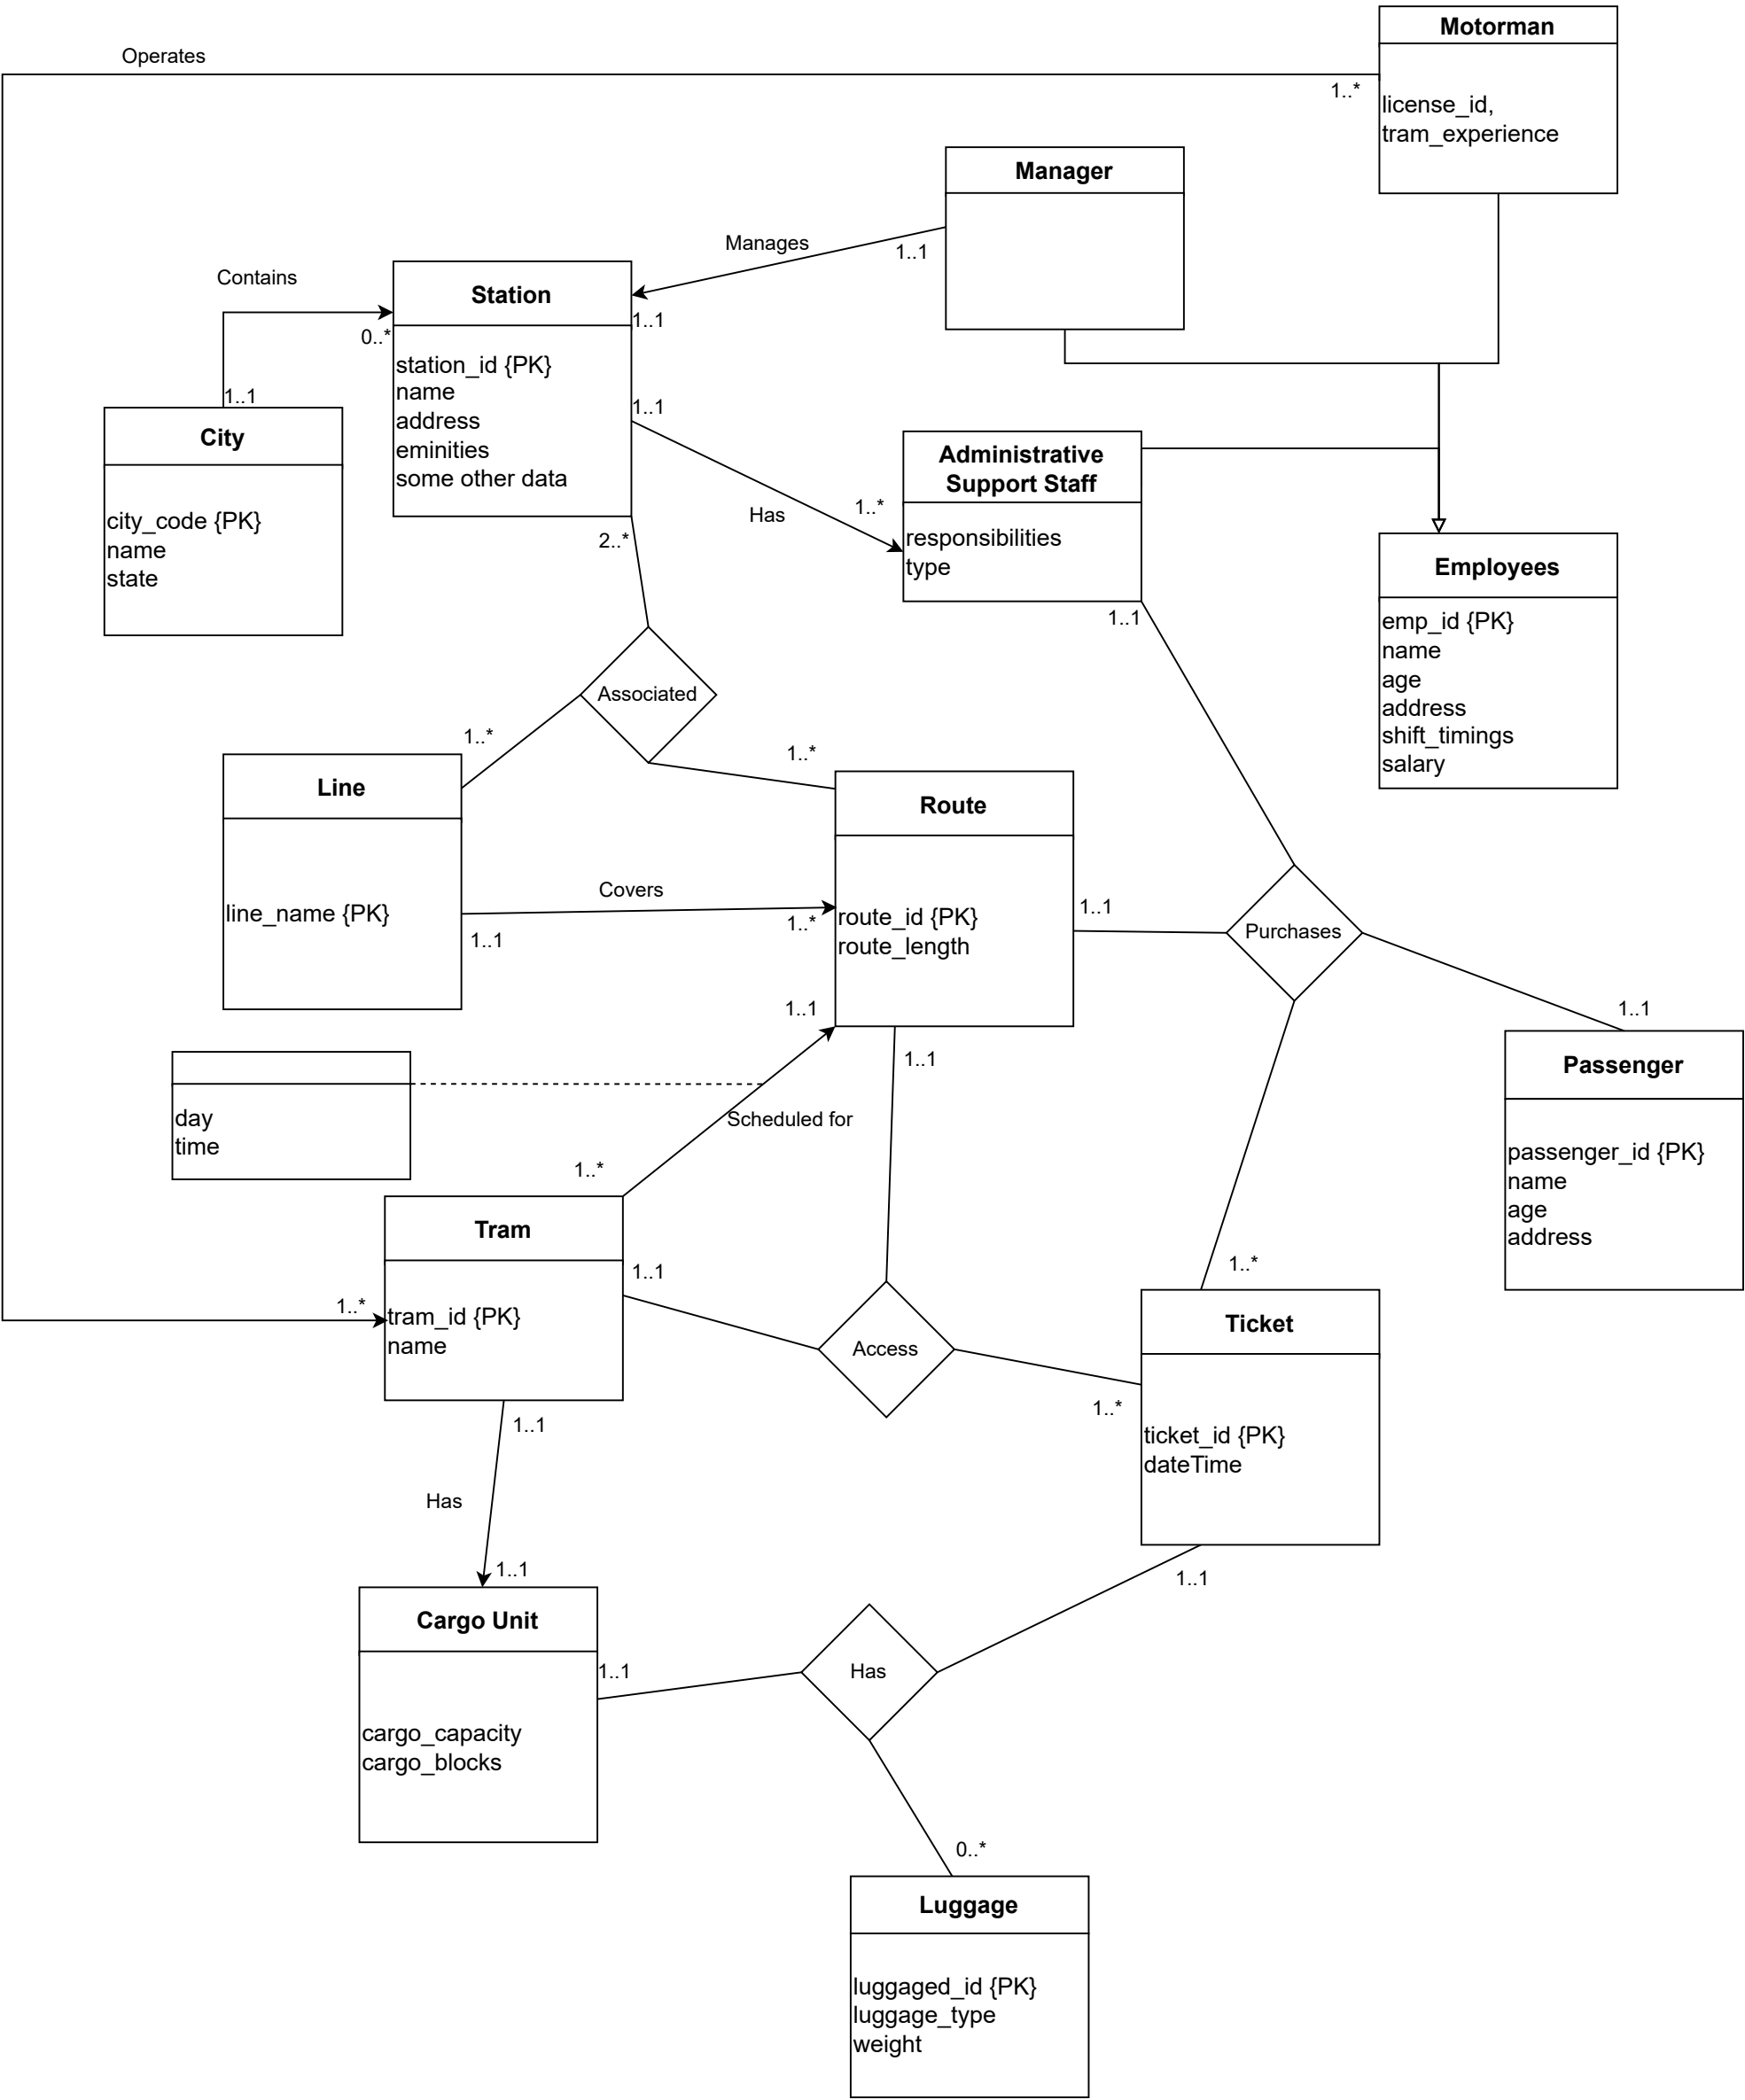 Motorman
license_id,
tram_experience
Operates
1..*
Manager
Manages
1..1
Contains
Station
0..*
1..1
station_id {PK}
name
address
eminities
some other data
1..1
1..1
City
city_code {PK}
name
state
Administrative
Support Staff
responsibilities
type
Has
1..*
2..*
1..1
Employees
emp_id {PK}
name
age
address
shift_timings
salary
Associated
1..*
1..*
Line
line_name {PK}
Route
route_id {PK}
route_length
Covers
1..1
1..*
1..1
Purchases
1..1
Passenger
passenger_id {PK}
name
age
address
1..1
1..1
day
time
Scheduled for
1..*
Tram
tram_id {PK}
name
1..1
1..*
Access
1..*
1..*
Ticket
ticket_id {PK}
dateTime
1..1
Has
1..1
1..1
Cargo Unit
cargo_capacity
cargo_blocks
1..1
Has
0..*
Luggage
luggaged_id {PK}
luggage_type
weight